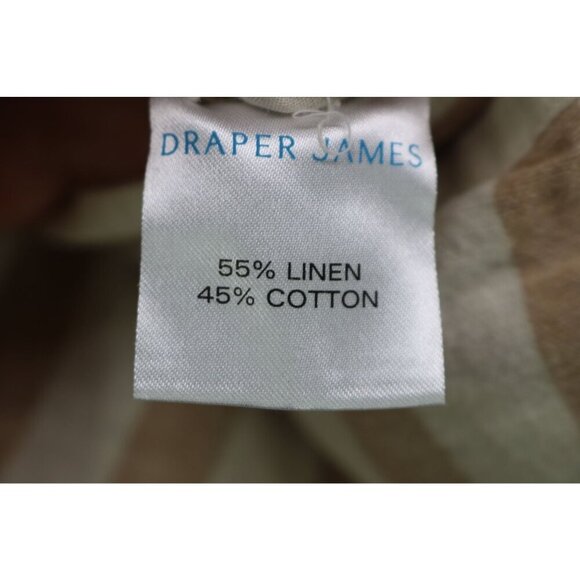 DRAPER JAMES
55% LINEN
45% COTTON